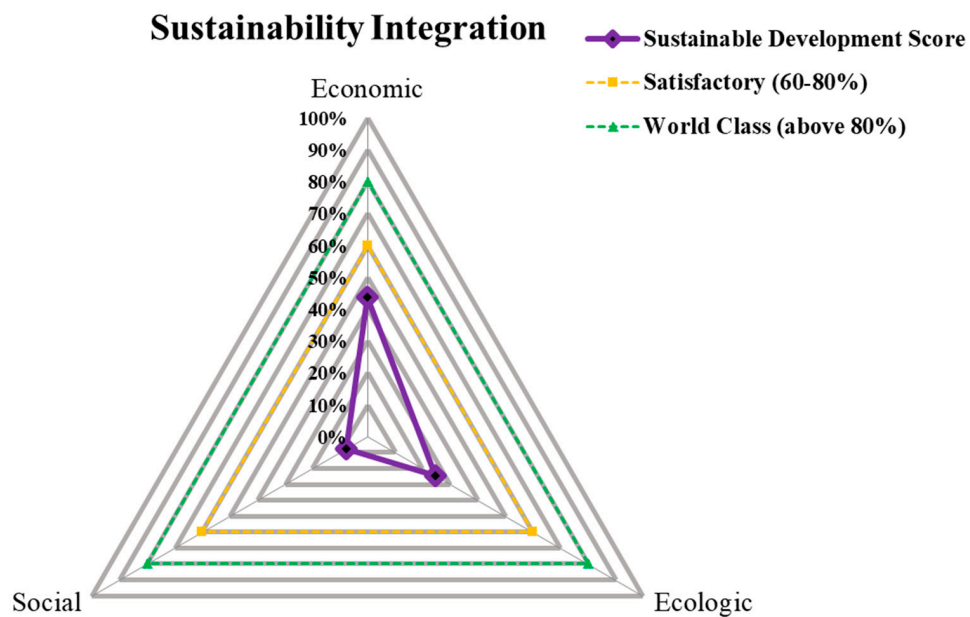 Sustainability Integration
Sustainable Development Score
Satisfactory (60-80%)
World Class (above 80%)
Economic
100%
90%
80%
70%
60%
50%
40%
30%
20%
10%
0%
Social
Ecologic